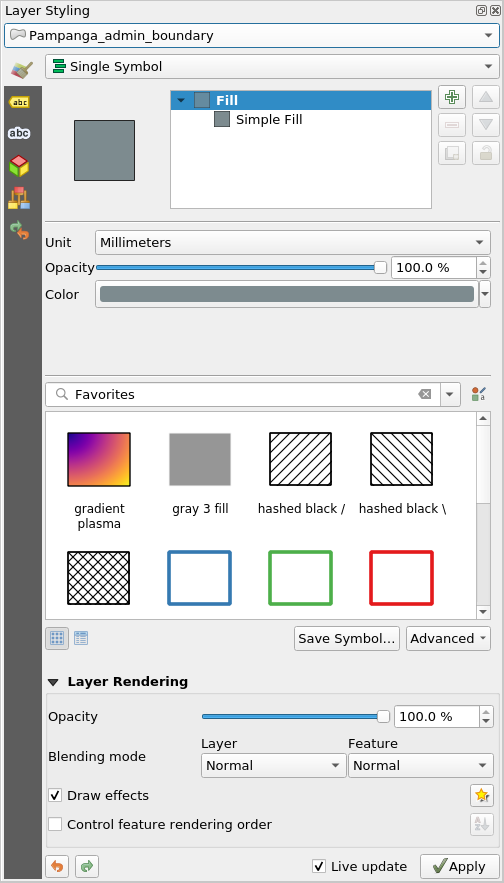 Layer Styling
Pampanga_admin_boundary
Single Symbol
abc
abc
Fill
Simple Fill
Unit
Millimeters
Opacity
100.0 %
Color
Favorites
a
gradient plasma
gray 3 fill
hashed black /
hashed black \
Save Symbol...
Advanced
Layer Rendering
Opacity
100.0 %
Layer
Feature
Blending mode
Normal
Normal
Draw effects
Control feature rendering order
A
Z
Live update
Apply